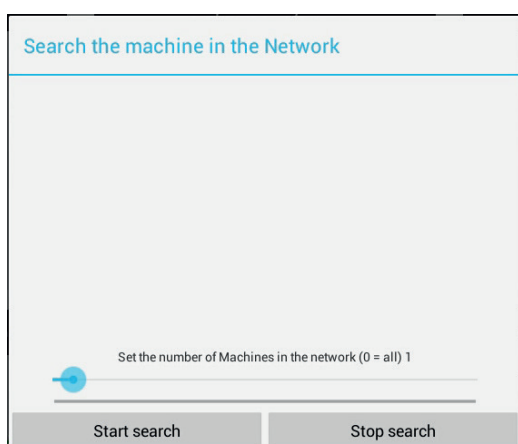 Search the machine in the Network
Set the number of Machines in the network (0 = all) 1
Start search
Stop search